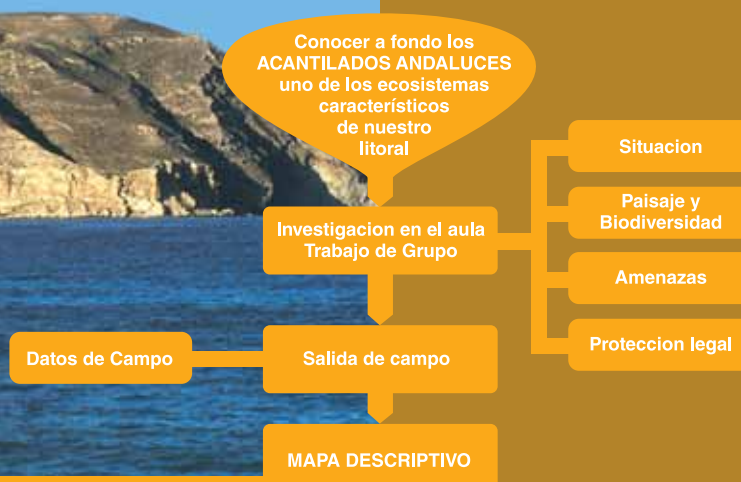 Conocer a fondo los
ACANTILADOS ANDALUCES
uno de los ecosistemas
característicos
de nuestro
litoral
Investigacion en el aula
Trabajo de Grupo
Situacion
Paisaje y
Biodiversidad
Amenazas
Proteccion legal
Datos de Campo
Salida de campo
MAPA DESCRIPTIVO